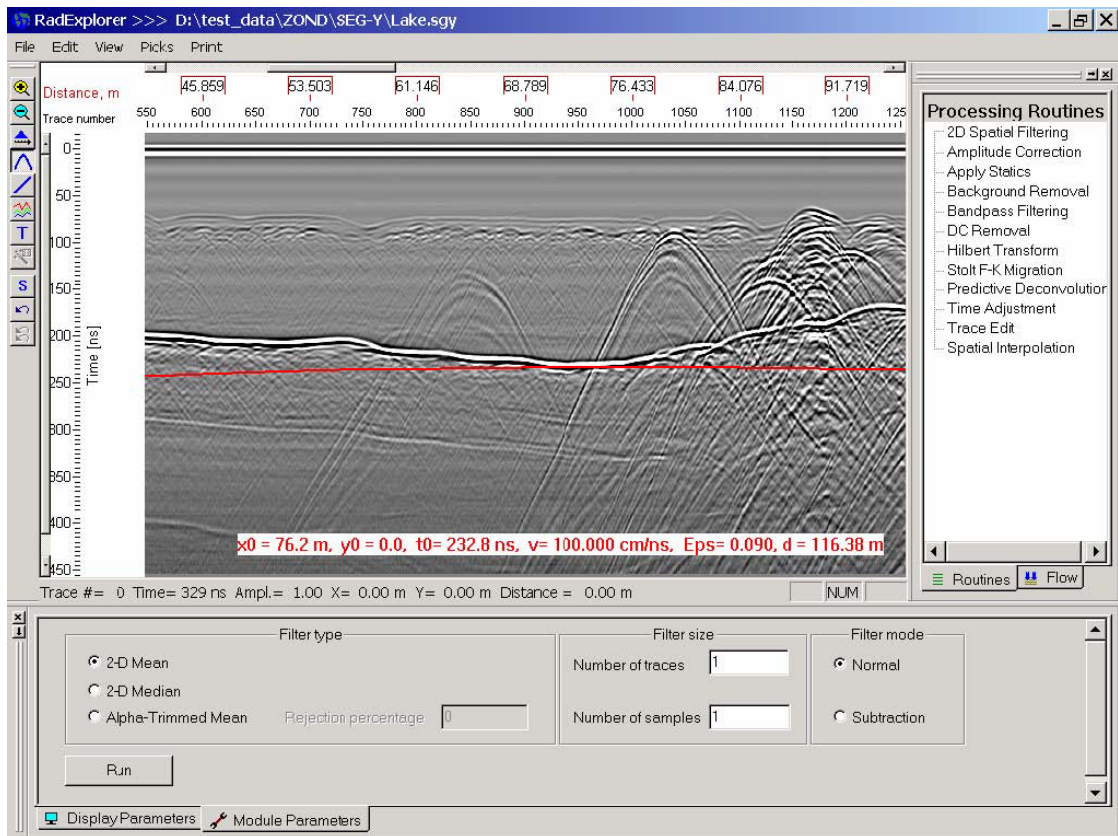 RadExplorer >>> D:\test_data\ZOND\SEG-Y\Lake.sgy
File Edit View Picks Print
Distance, m 45.859 53.503 61.146 68.789 76.433 84.076 91.719
Trace number 550 600 650 700 750 800 850 900 950 1000 1050 1100 1150 1200 125
0
50
100
150
200
250
300
350
400
450
Time [ns]
x0 = 76.2 m, y0 = 0.0, t0= 232.8 ns, v= 100.000 cm/ns, Eps= 0.090, d = 116.38 m
Trace #= 0 Time= 329 ns Ampl.= 1.00 X= 0.00 m Y= 0.00 m Distance = 0.00 m NUM
T
S
Processing Routines
2D Spatial Filtering
Amplitude Correction
Apply Statics
Background Removal
Bandpass Filtering
DC Removal
Hilbert Transform
Stolt F-K Migration
Predictive Deconvolution
Time Adjustment
Trace Edit
Spatial Interpolation
Routines Flow
Filter type
2-D Mean
2-D Median
Alpha-Trimmed Mean Rejection percentage 0
Filter size
Number of traces 1
Number of samples 1
Filter mode
Normal
Subtraction
Run
Display Parameters Module Parameters